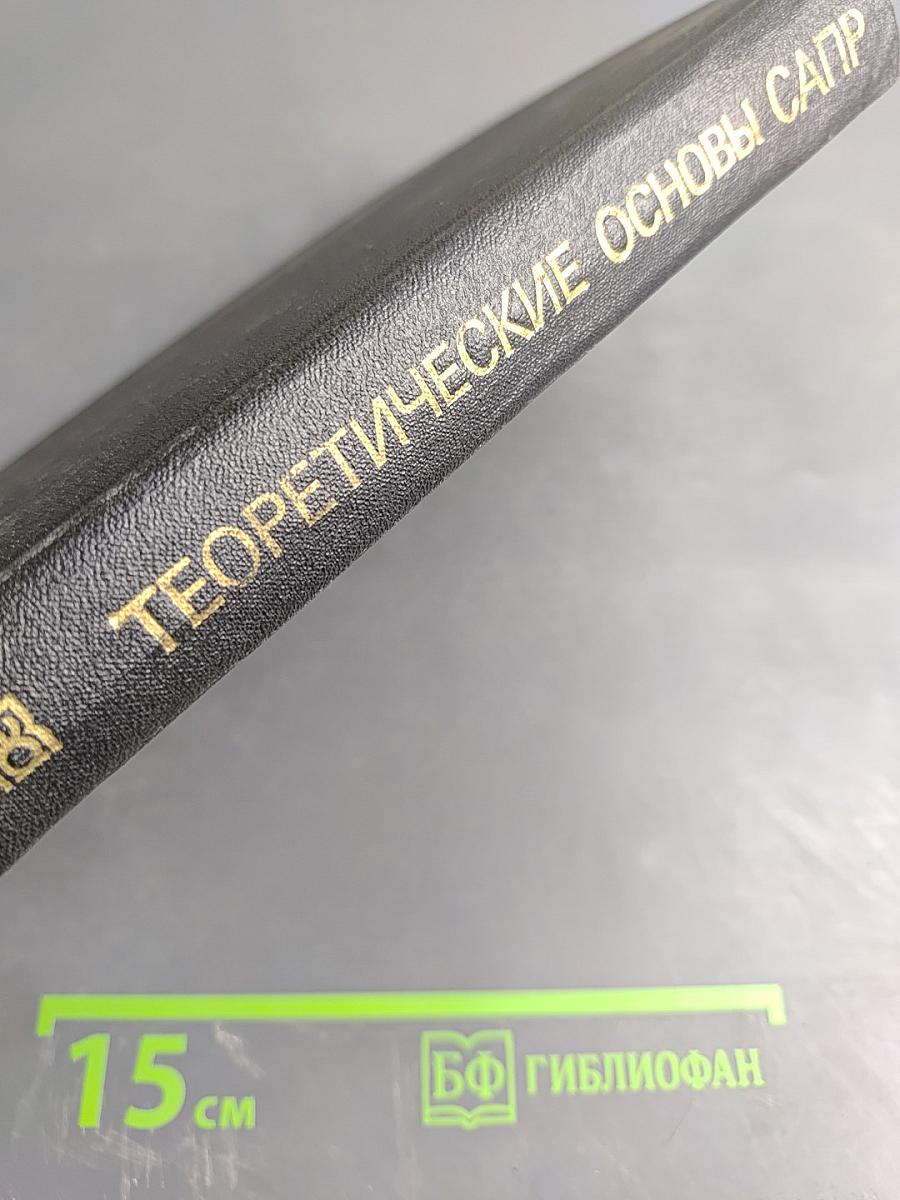 ТЕОРЕТИЧЕСКИЕ ОСНОВЫ САПР
15 см
БФ ГИБЛИОФАН